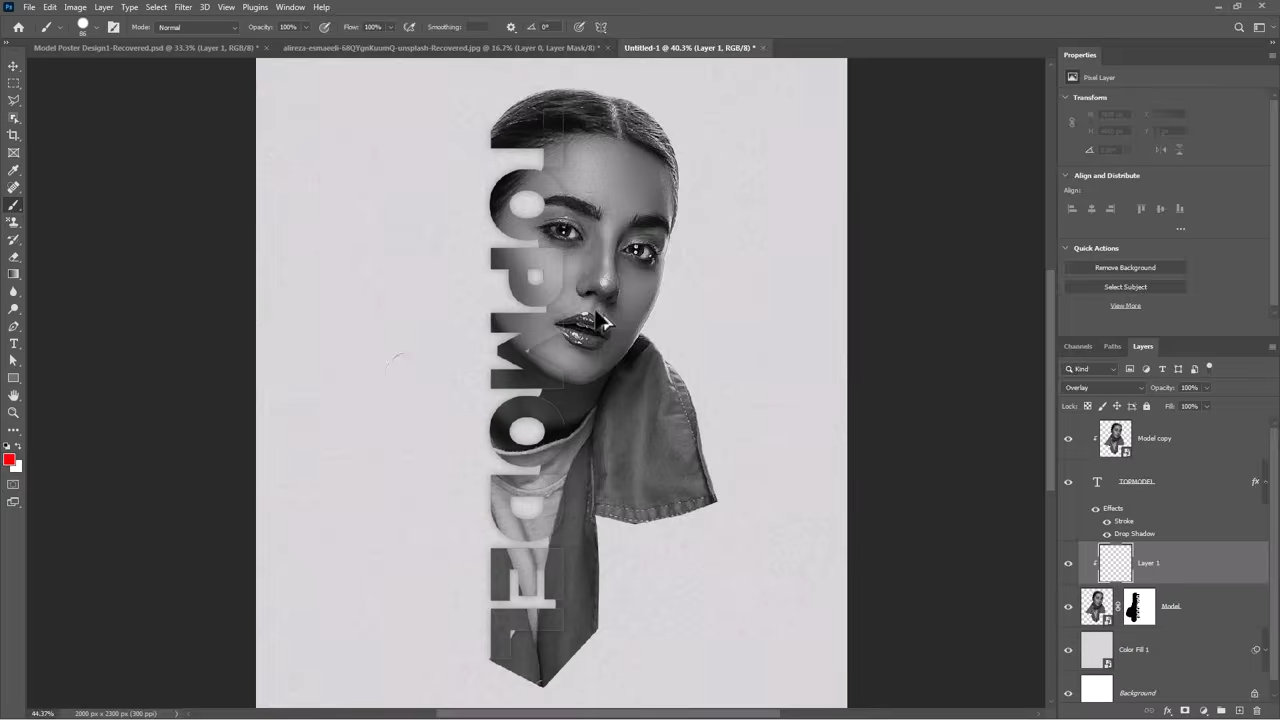 Ps File Edit Image Layer Type Select Filter 3D View Plugins Window Help
Mode: Normal Opacity: 100% Flow: 100% Smoothing: 0°
86
Model Poster Design1-Recovered.psd @ 33.3% (Layer 1, RGB/8) * × alireza-esmaeeli-68QYgnKuumQ-unsplash-Recovered.jpg @ 16.7% (Layer 0, Layer Mask/8) * × Untitled-1 @ 40.3% (Layer 1, RGB/8) * ×
TOPMODEL
Properties
Pixel Layer
Transform
W: X:
H: Y:
Align and Distribute
Align:
Quick Actions
Remove Background
Select Subject
View More
Channels Paths Layers
Kind
Overlay Opacity: 100%
Lock: Fill: 100%
Model copy
T TOPMODEL fx
Effects
Stroke
Drop Shadow
Layer 1
Model
Color Fill 1
Background
44.37% 2000 px x 2300 px (300 ppi)
fx